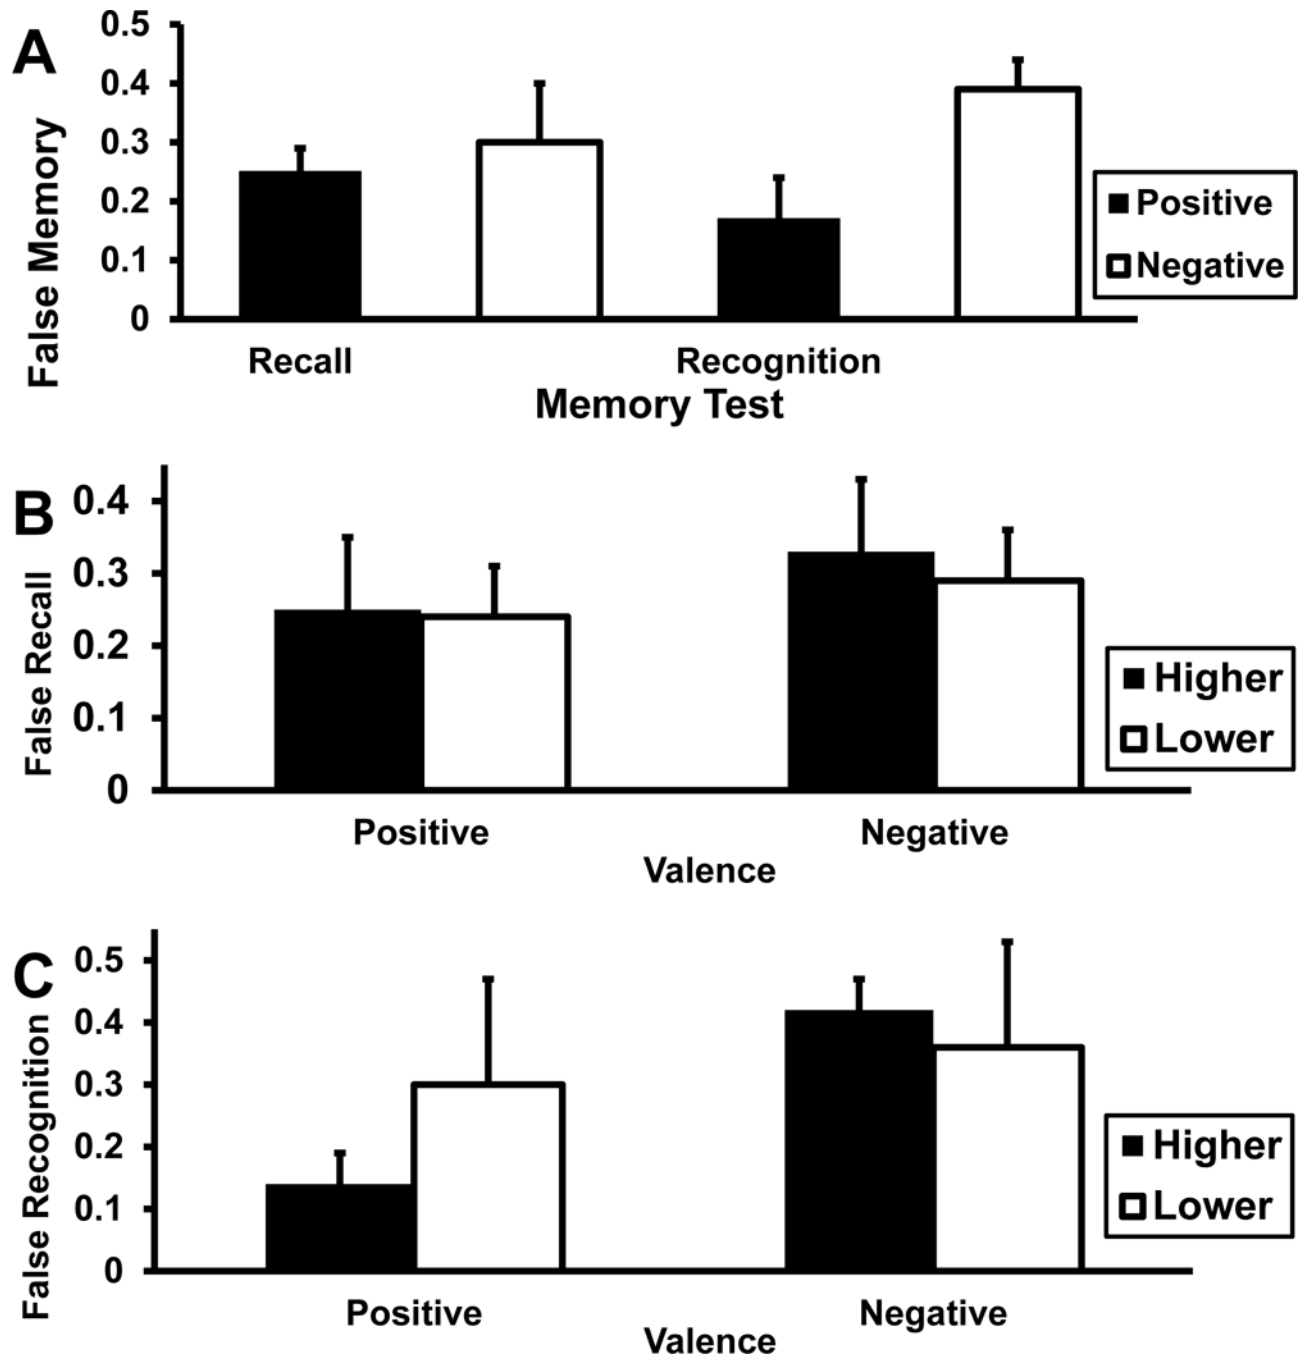 A
False Memory
0.5
0.4
0.3
0.2
0.1
0
Recall
Recognition
Memory Test
Positive
Negative
B
False Recall
0.4
0.3
0.2
0.1
0
Positive
Negative
Valence
Higher
Lower
C
False Recognition
0.5
0.4
0.3
0.2
0.1
0
Positive
Negative
Valence
Higher
Lower